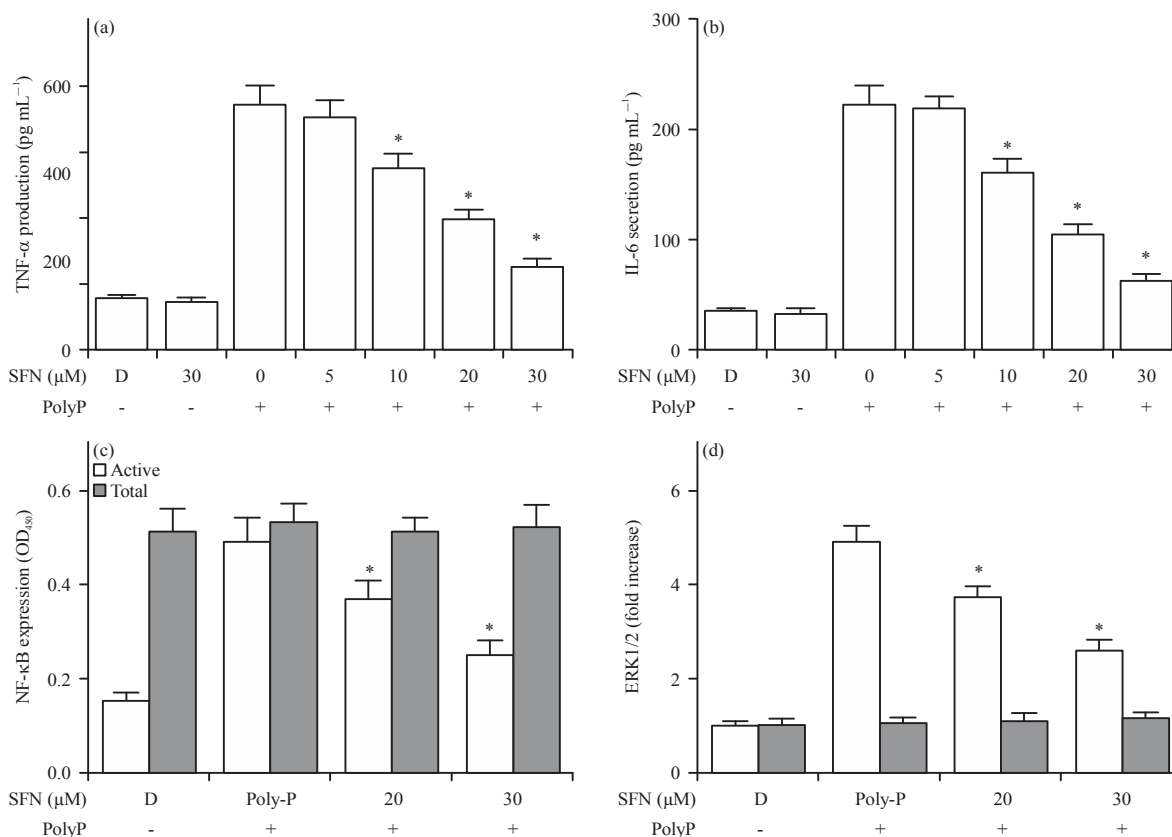 (a)
TNF-α production (pg mL⁻¹)
600
400
200
0
*
*
*
SFN (µM) D 30 0 5 10 20 30
PolyP - - + + + + +
(b)
IL-6 secretion (pg mL⁻¹)
300
200
100
0
*
*
*
SFN (µM) D 30 0 5 10 20 30
PolyP - - + + + + +
(c)
Active
Total
NF-κB expression (OD₄₅₀)
0.6
0.4
0.2
0.0
*
*
SFN (µM) D Poly-P 20 30
PolyP - + + +
(d)
ERK1/2 (fold increase)
6
4
2
0
*
*
SFN (µM) D Poly-P 20 30
PolyP - + + +